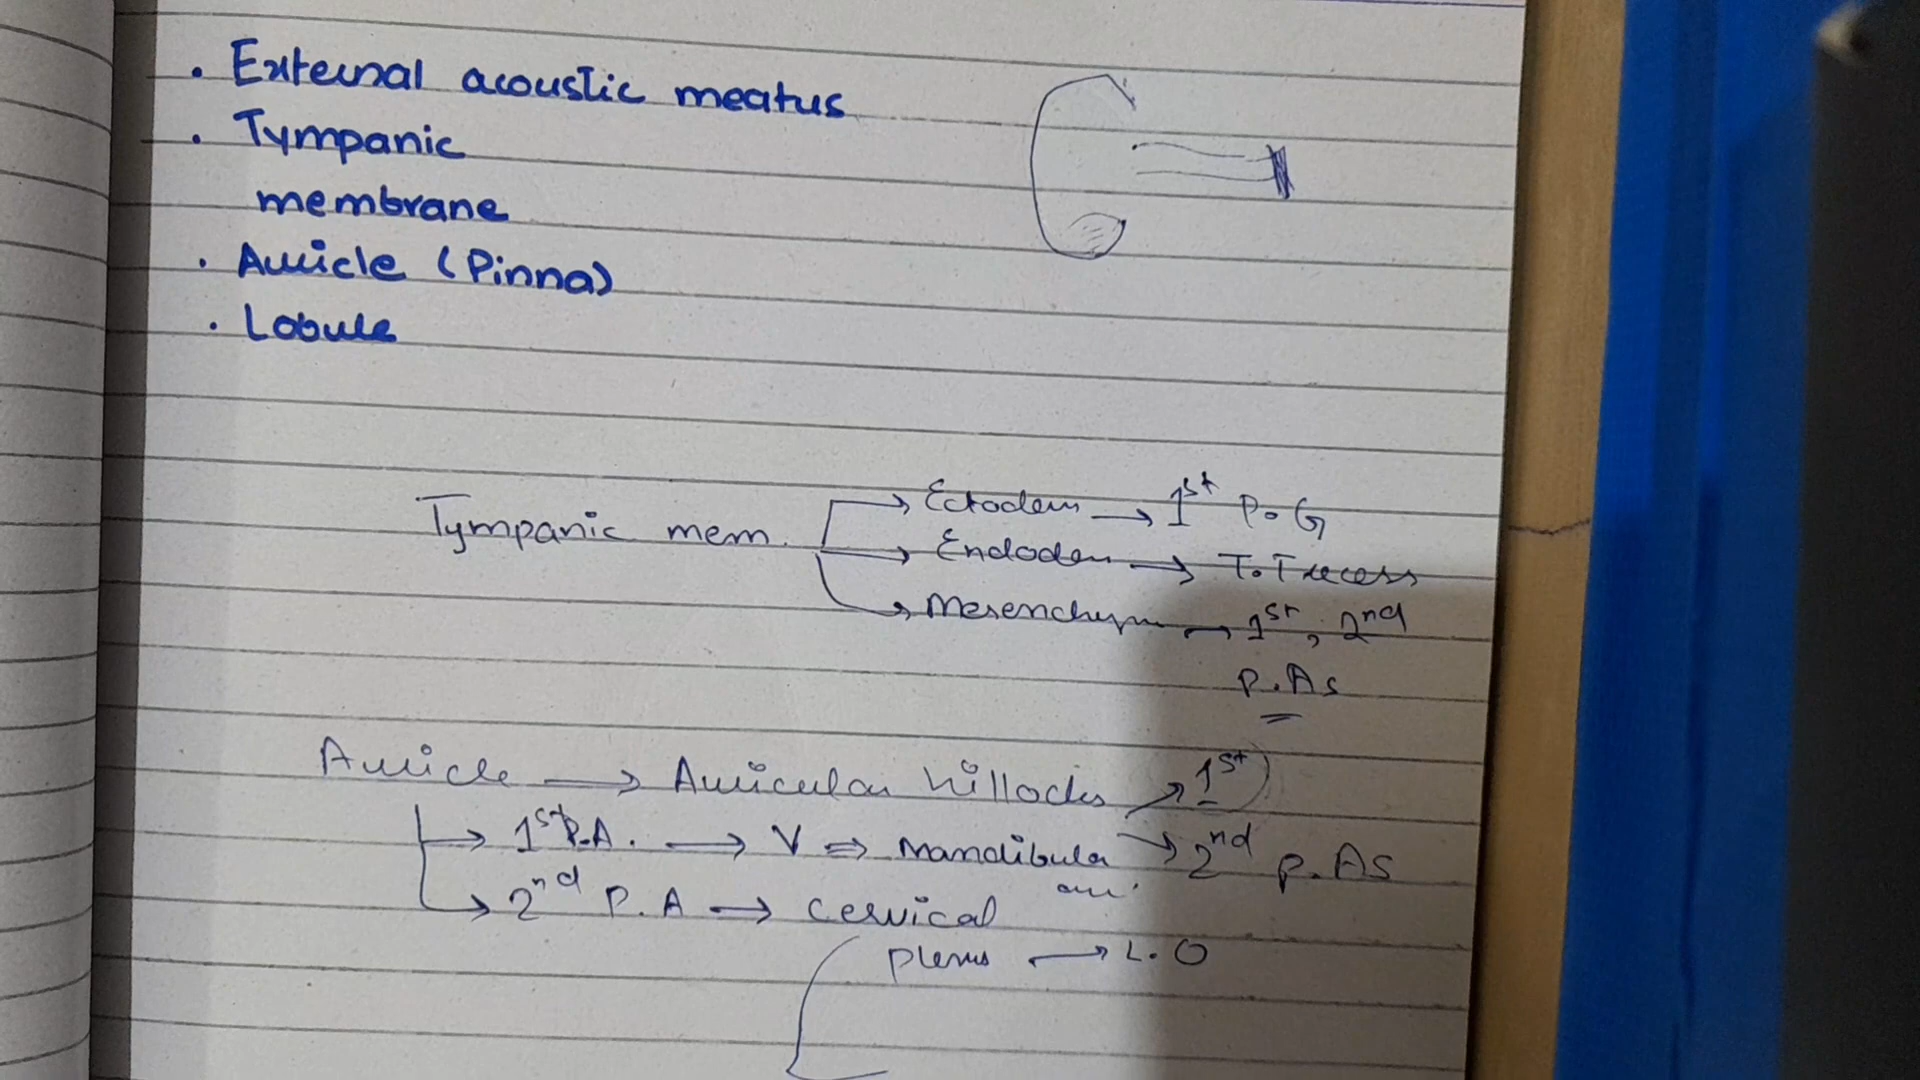 . External acoustic meatus
. Tympanic
membrane
. Auricle (Pinna)
. Lobule
Tympanic mem. → Ectoderm → 1st P.G
→ Endoderm → T.T recess
→ Mesenchym → 1st, 2nd
P.As
Auricle → Auricular hillocks → 1st
→ 1st P.A. → V ⇒ Mandibular → 2nd P.As
→ 2nd P.A → cervical
plexus → L.O